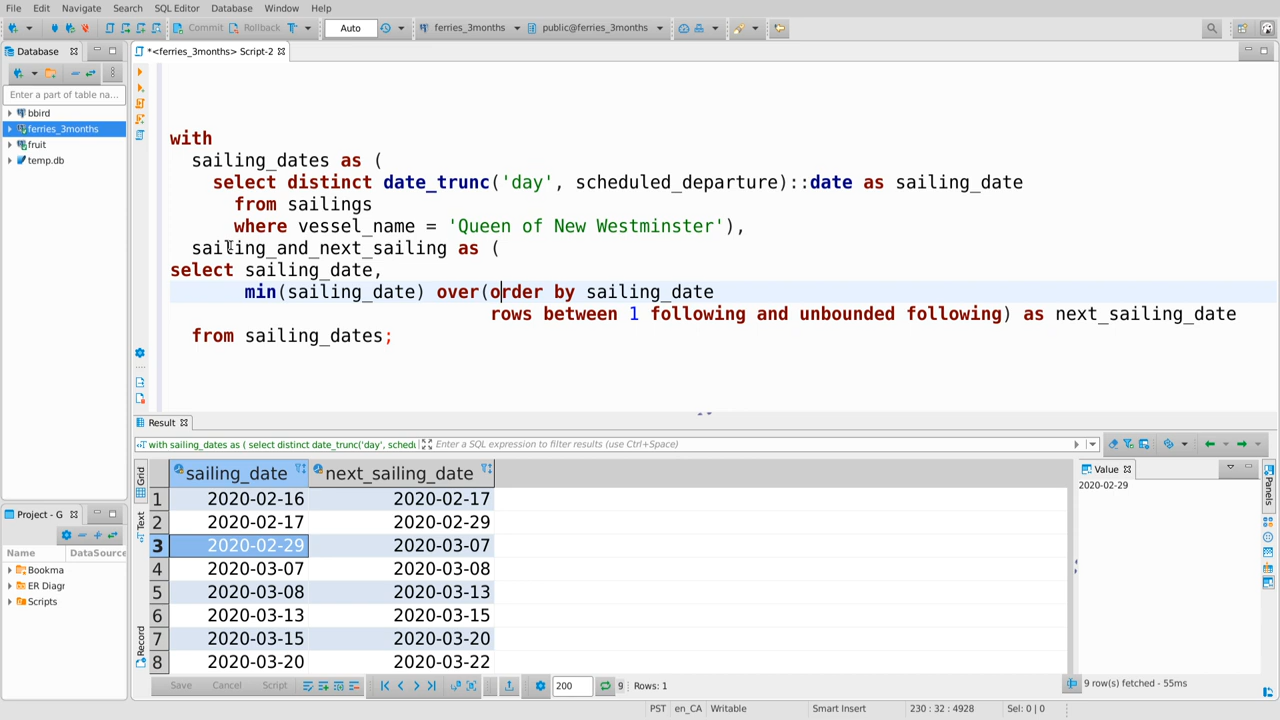 File Edit Navigate Search SQL Editor Database Window Help
Commit Rollback Auto ferries_3months public@ferries_3months
Database *<ferries_3months> Script-2
Enter a part of table na...
bbird
ferries_3months
fruit
temp.db
with
sailing_dates as (
select distinct date_trunc('day', scheduled_departure)::date as sailing_date
from sailings
where vessel_name = 'Queen of New Westminster'),
sailing_and_next_sailing as (
select sailing_date,
min(sailing_date) over(order by sailing_date
rows between 1 following and unbounded following) as next_sailing_date
from sailing_dates;
Result
with sailing_dates as ( select distinct date_trunc('day', schedu Enter a SQL expression to filter results (use Ctrl+Space)
Grid
Text
Record
sailing_date next_sailing_date
1 2020-02-16 2020-02-17
2 2020-02-17 2020-02-29
3 2020-02-29 2020-03-07
4 2020-03-07 2020-03-08
5 2020-03-08 2020-03-13
6 2020-03-13 2020-03-15
7 2020-03-15 2020-03-20
8 2020-03-20 2020-03-22
Value
2020-02-29
Panels
Project - G
Name DataSource
Bookma
ER Diagr
Scripts
Save Cancel Script 200 9 Rows: 1
9 row(s) fetched - 55ms
PST en_CA Writable Smart Insert 230 : 32 : 4928 Sel: 0 | 0